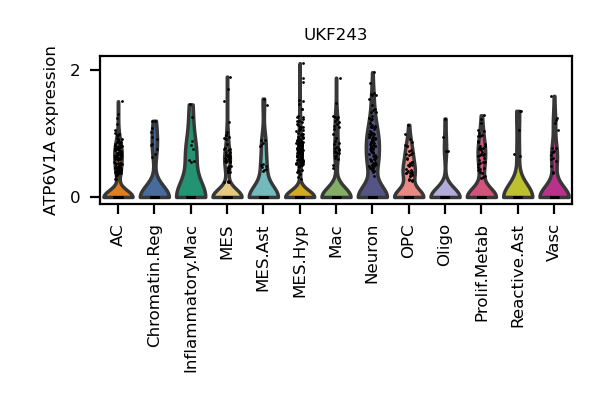 UKF243
ATP6V1A expression
2
0
AC
Chromatin.Reg
Inflammatory.Mac
MES
MES.Ast
MES.Hyp
Mac
Neuron
OPC
Oligo
Prolif.Metab
Reactive.Ast
Vasc